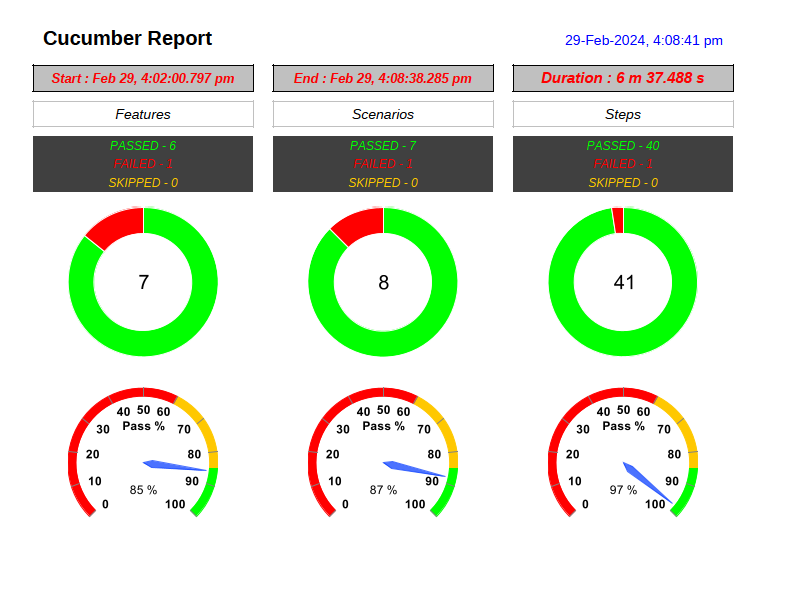 Cucumber Report
29-Feb-2024, 4:08:41 pm
Start : Feb 29, 4:02:00.797 pm
End : Feb 29, 4:08:38.285 pm
Duration : 6 m 37.488 s
Features
Scenarios
Steps
PASSED - 6
FAILED - 1
SKIPPED - 0
PASSED - 7
FAILED - 1
SKIPPED - 0
PASSED - 40
FAILED - 1
SKIPPED - 0
7
8
41
0
10
20
30
40
50
60
70
80
90
100
Pass %
85 %
0
10
20
30
40
50
60
70
80
90
100
Pass %
87 %
0
10
20
30
40
50
60
70
80
90
100
Pass %
97 %